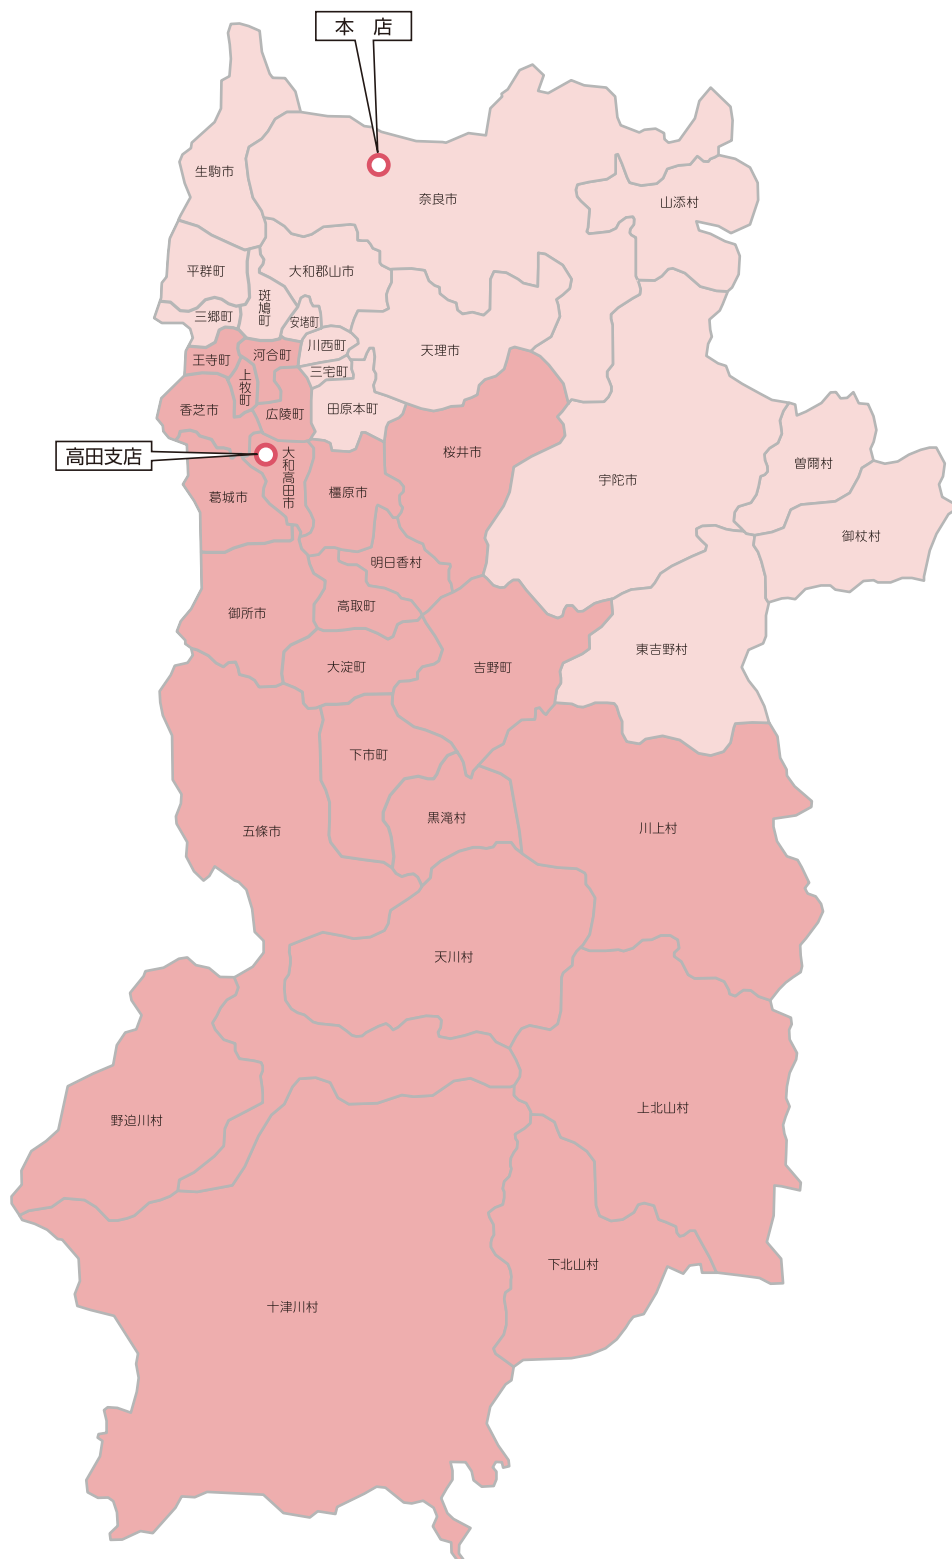 本　店
生駒市
奈良市
山添村
平群町
大和郡山市
斑鳩町
三郷町
安堵町
川西町
天理市
王寺町
河合町
三宅町
上牧町
香芝市
広陵町
田原本町
高田支店
大和高田市
桜井市
宇陀市
曽爾村
葛城市
橿原市
御杖村
明日香村
高取町
御所市
東吉野村
大淀町
吉野町
下市町
黒滝村
川上村
五條市
天川村
上北山村
野迫川村
下北山村
十津川村